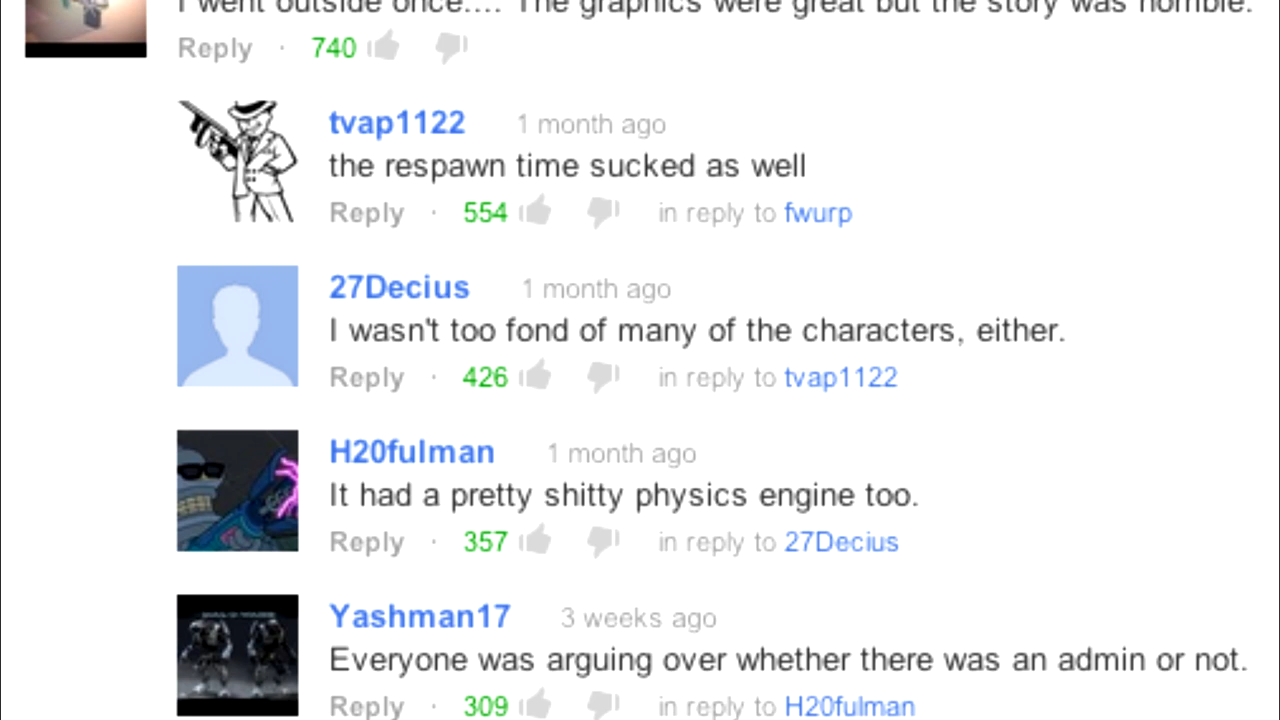 I went outside once.... The graphics were great but the story was horrible.
Reply · 740
tvap1122 1 month ago
the respawn time sucked as well
Reply · 554 in reply to fwurp
27Decius 1 month ago
I wasn't too fond of many of the characters, either.
Reply · 426 in reply to tvap1122
H20fulman 1 month ago
It had a pretty shitty physics engine too.
Reply · 357 in reply to 27Decius
Yashman17 3 weeks ago
Everyone was arguing over whether there was an admin or not.
Reply · 309 in reply to H20fulman